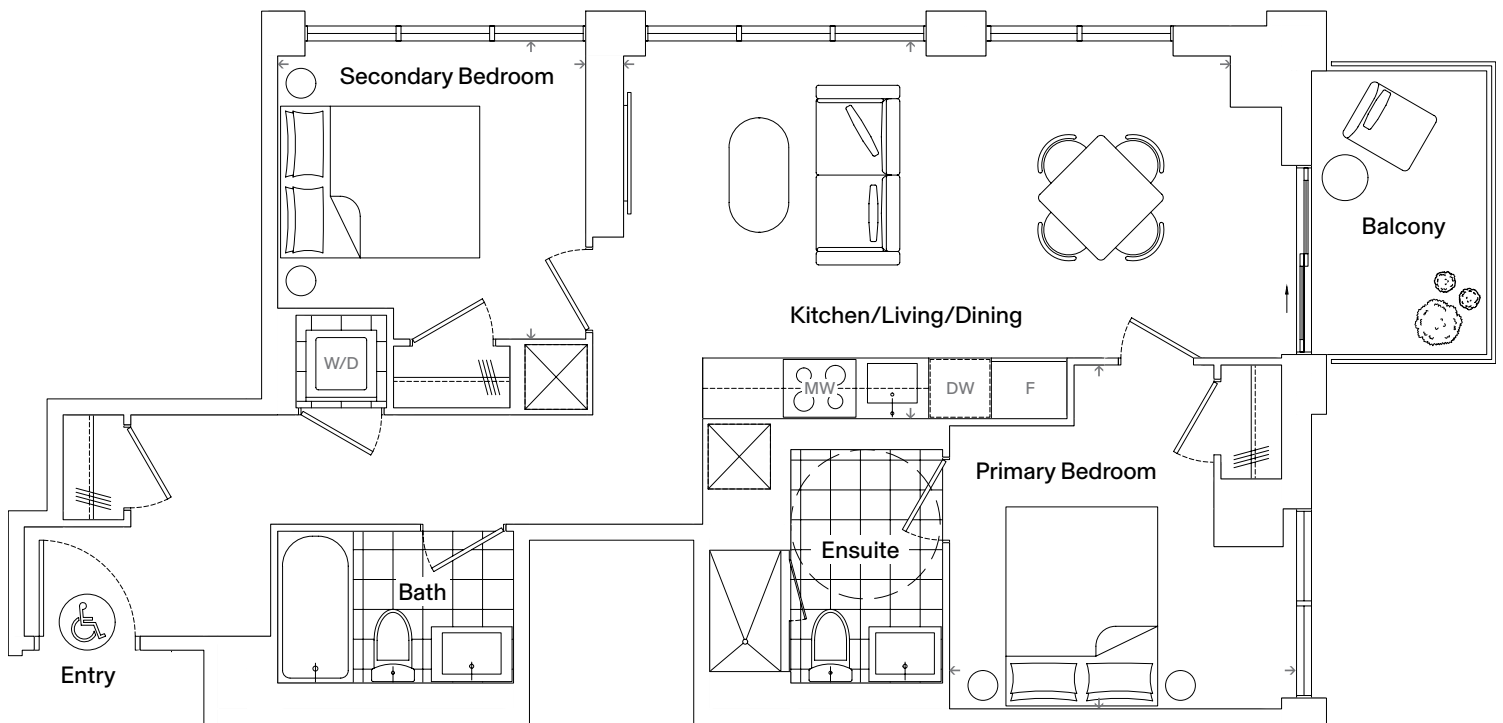 Secondary Bedroom
Balcony
Kitchen/Living/Dining
W/D
MW
DW
F
Primary Bedroom
Ensuite
Bath
Entry